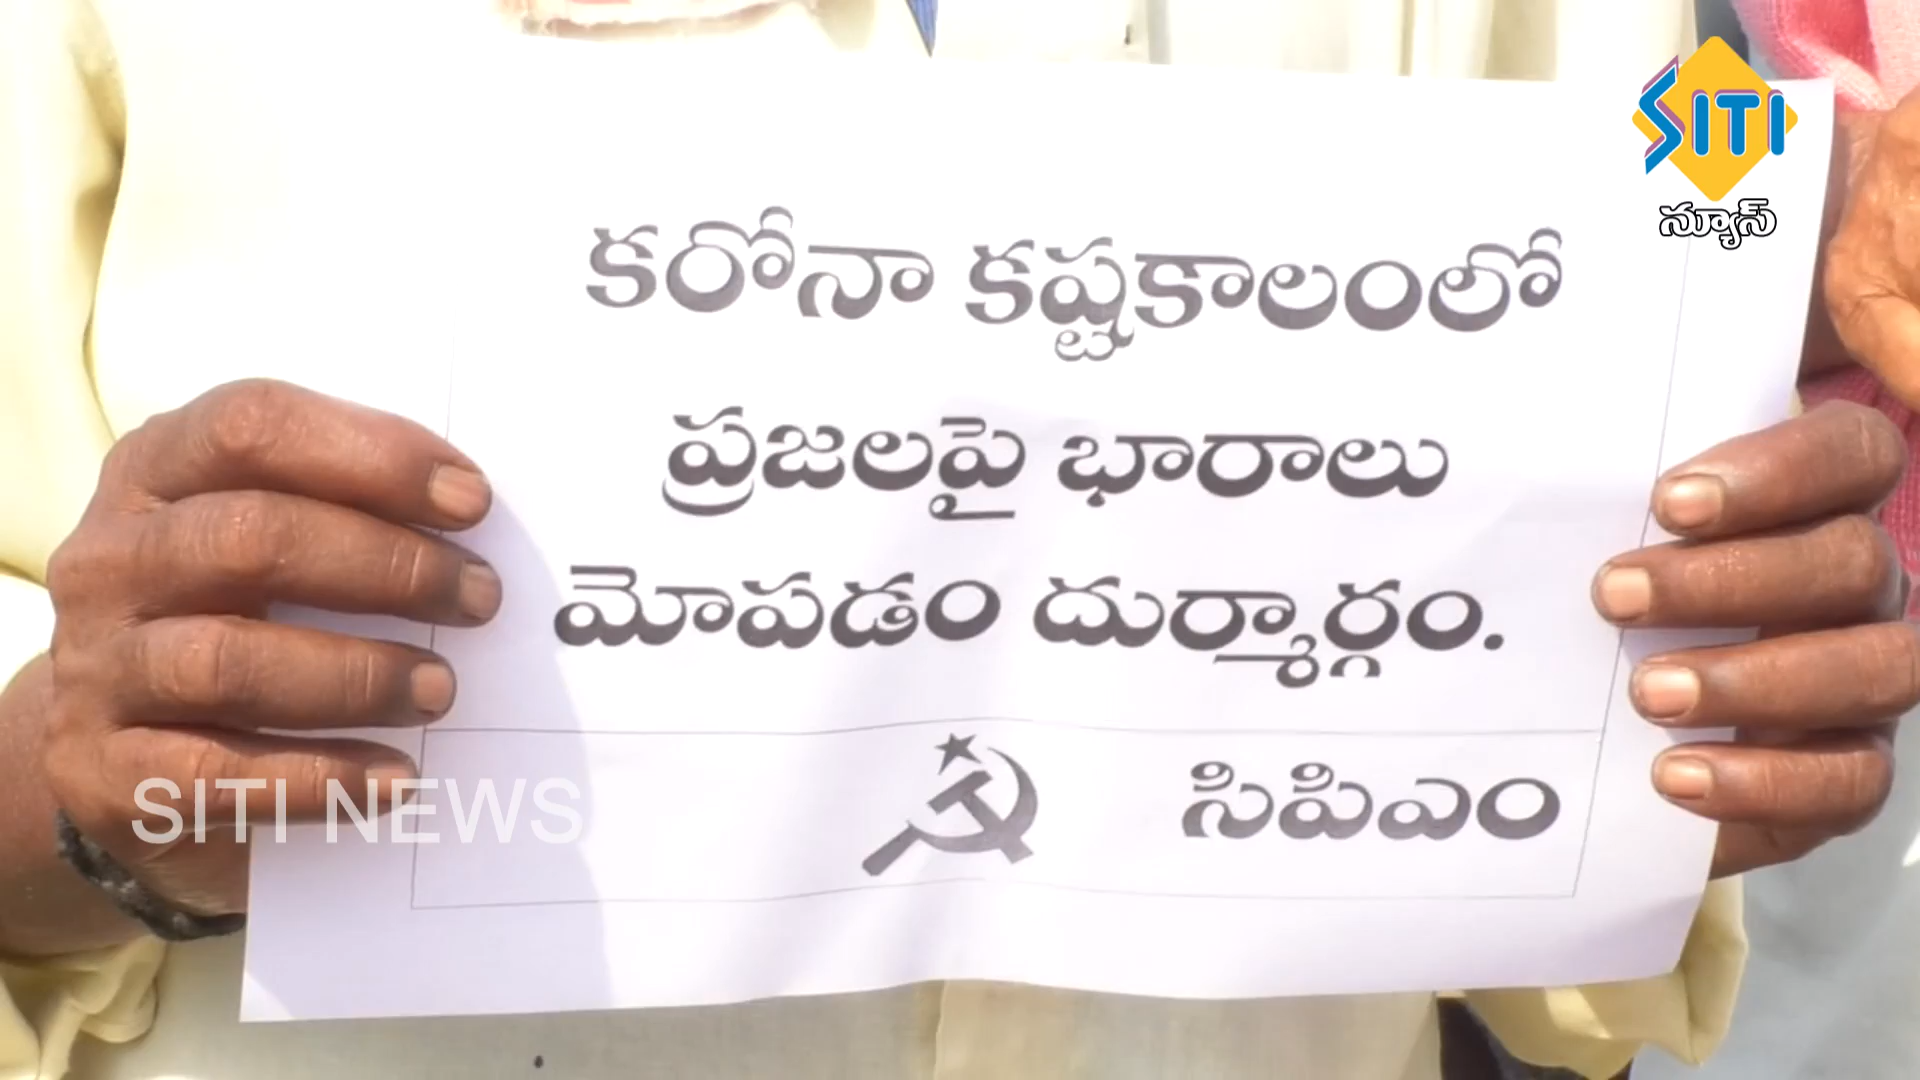 SITI
న్యూస్
కరోనా కష్టకాలంలో
ప్రజలపై భారాలు
మోపడం దుర్మార్గం.
సిపిఎం
SITI NEWS